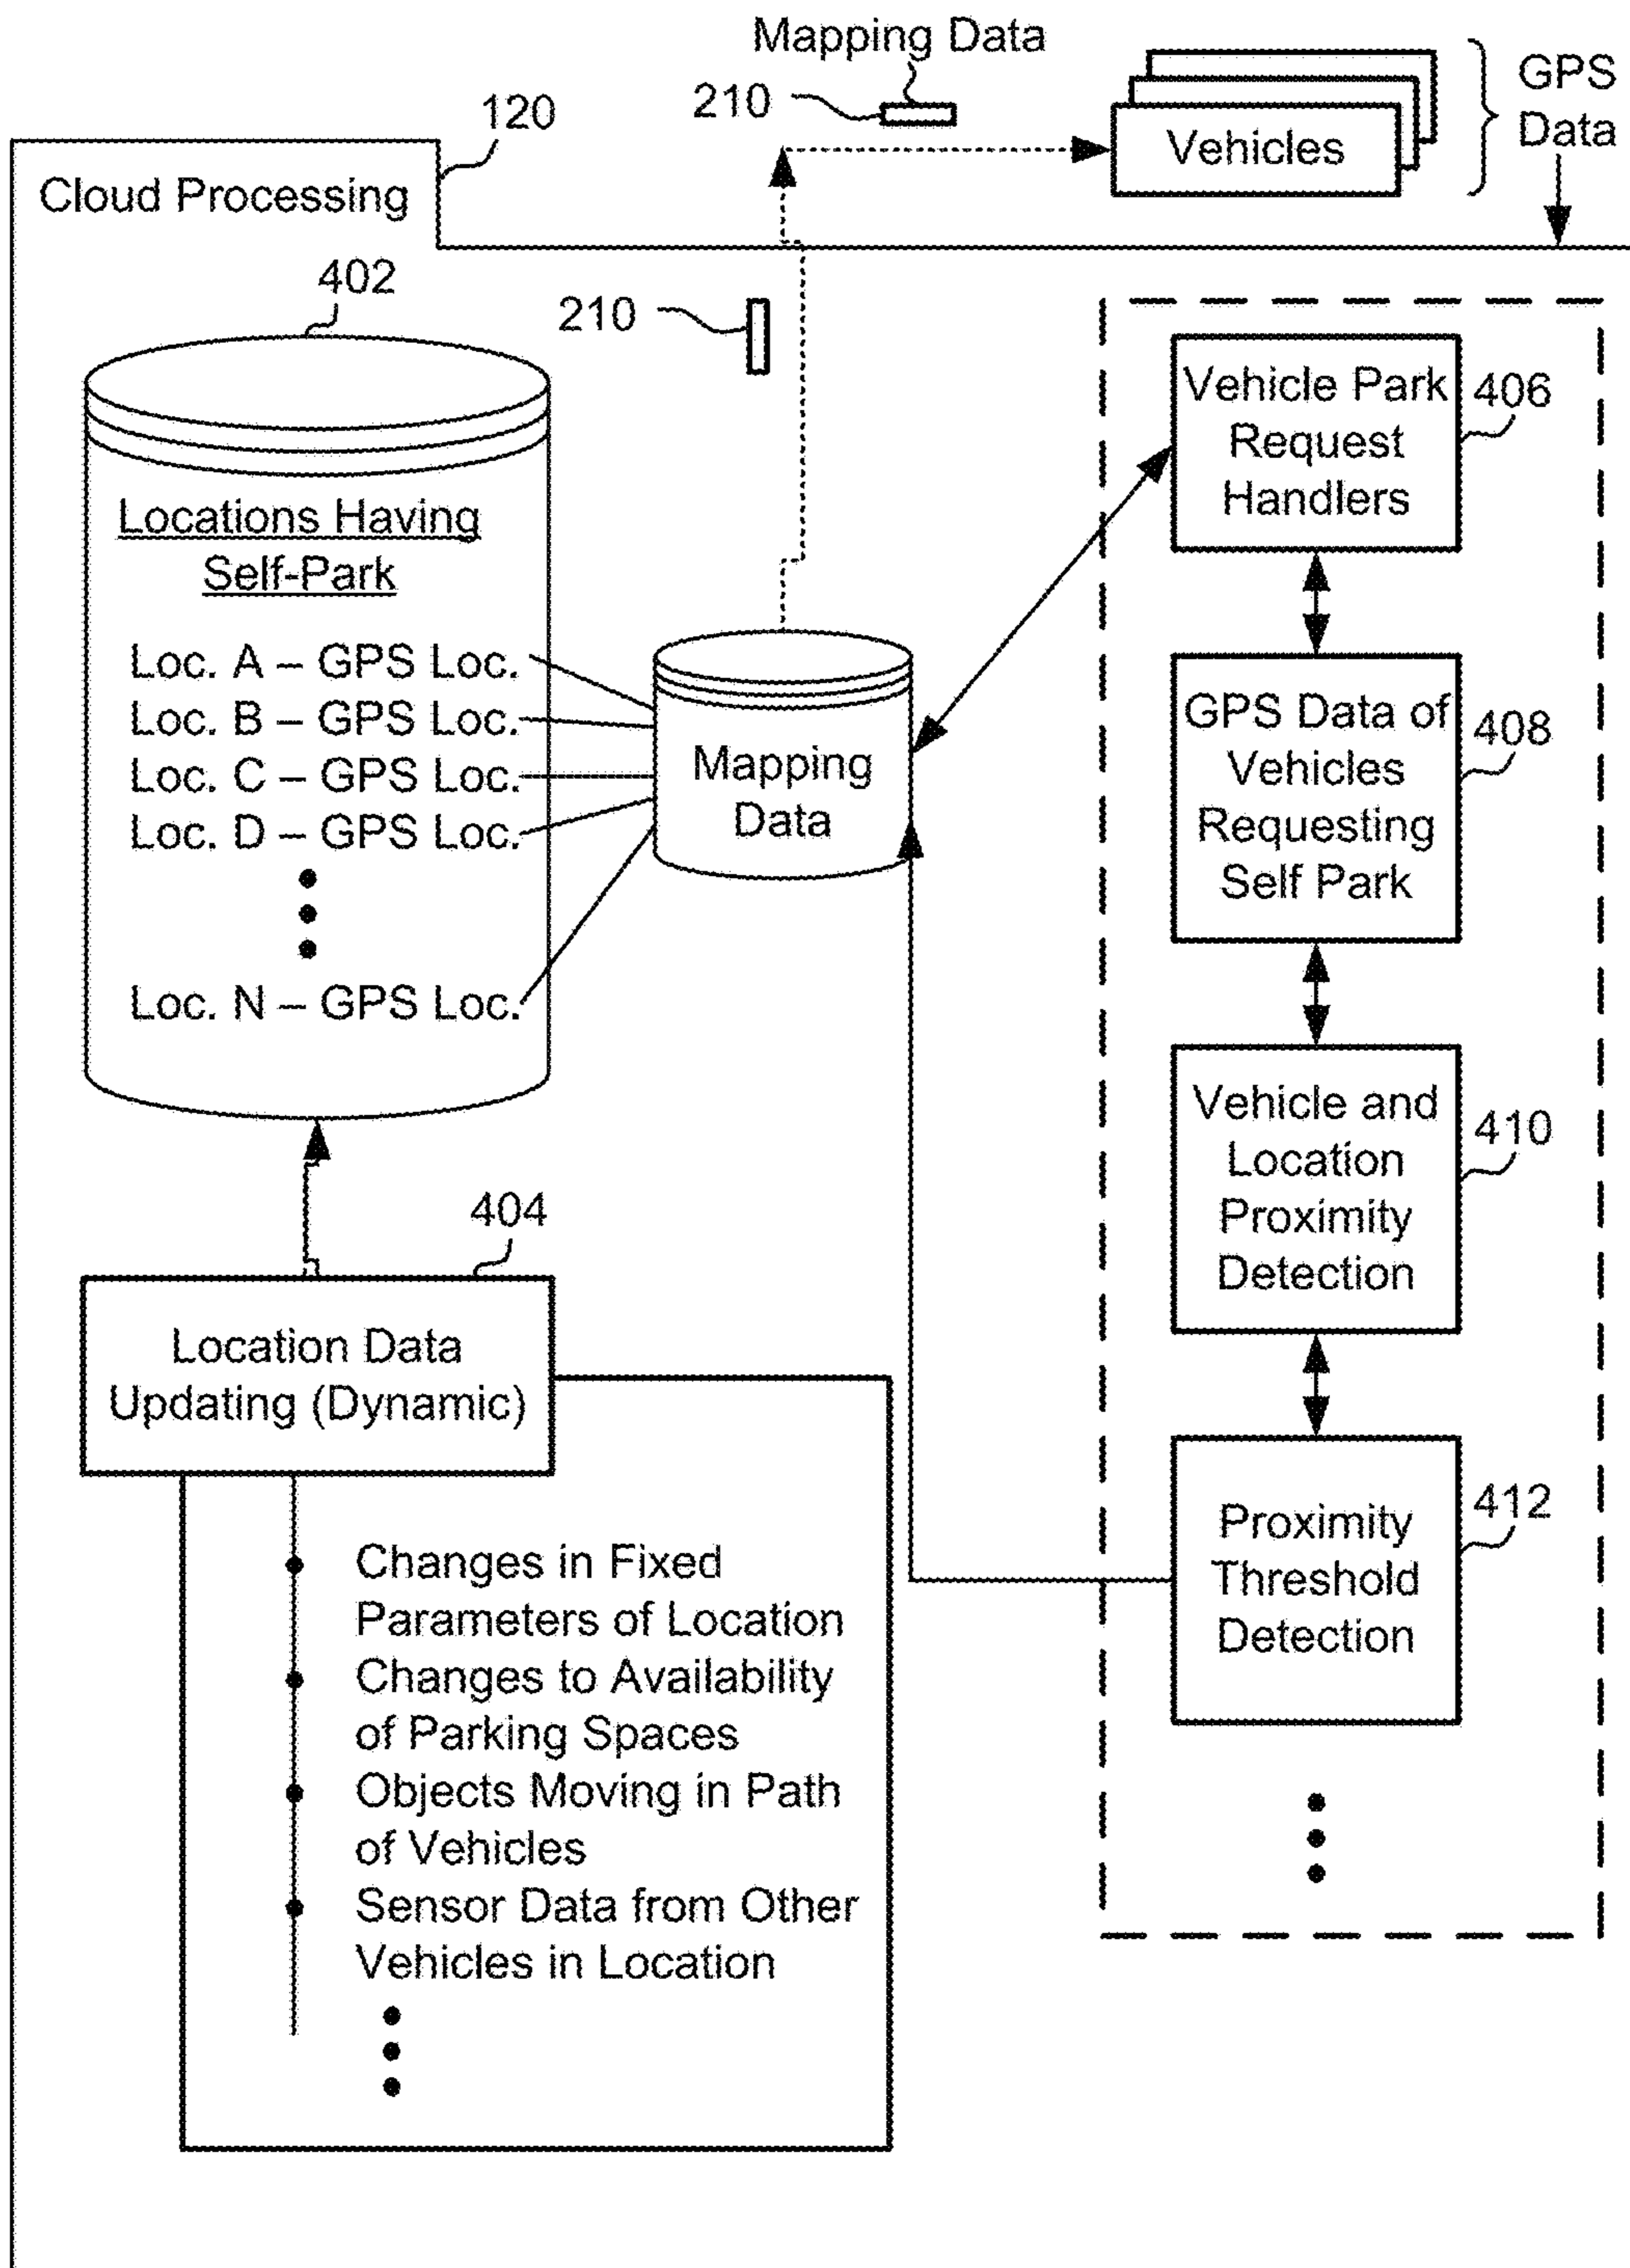 Mapping Data
210
Vehicles
GPS
Data
120
Cloud Processing
402
210
Locations Having
Self-Park
Loc. A – GPS Loc.
Loc. B – GPS Loc.
Loc. C – GPS Loc.
Loc. D – GPS Loc.
Loc. N – GPS Loc.
Mapping
Data
Vehicle Park
Request
Handlers
406
GPS Data of
Vehicles
Requesting
Self Park
408
Vehicle and
Location
Proximity
Detection
410
Proximity
Threshold
Detection
412
404
Location Data
Updating (Dynamic)
Changes in Fixed
Parameters of Location
Changes to Availability
of Parking Spaces
Objects Moving in Path
of Vehicles
Sensor Data from Other
Vehicles in Location